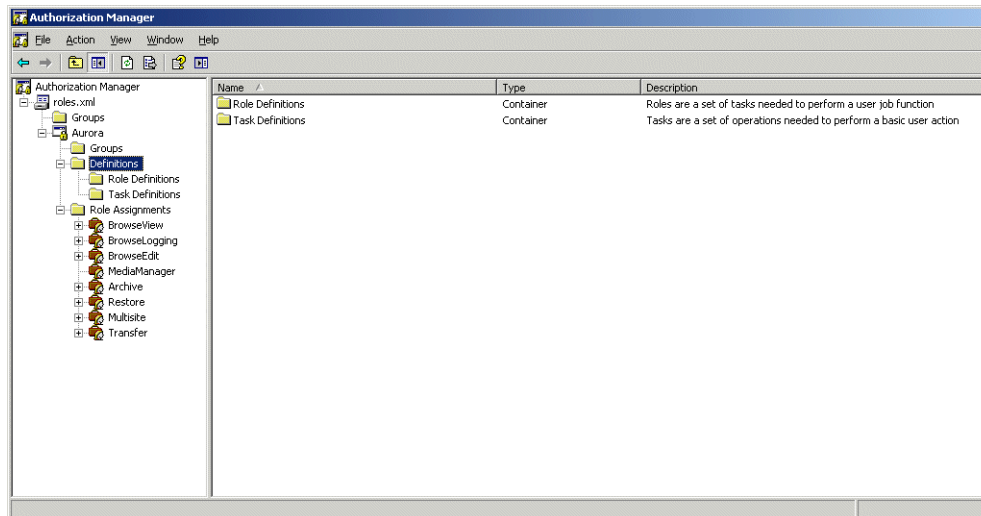 Authorization Manager
File Action View Window Help
Authorization Manager
roles.xml
Groups
Aurora
Groups
Definitions
Role Definitions
Task Definitions
Role Assignments
BrowseView
BrowseLogging
BrowseEdit
MediaManager
Archive
Restore
Multisite
Transfer
Name Type Description
Role Definitions Container Roles are a set of tasks needed to perform a user job function
Task Definitions Container Tasks are a set of operations needed to perform a basic user action